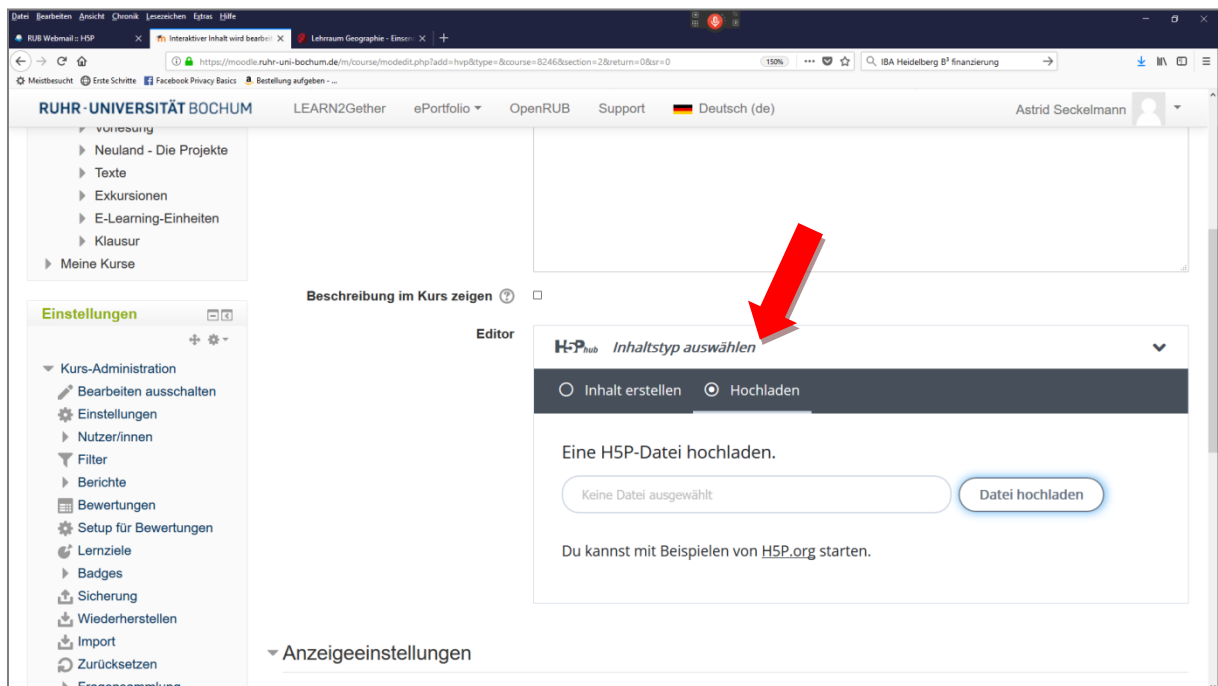 Datei Bearbeiten Ansicht Chronik Lesezeichen Extras Hilfe
RUB Webmail :: H5P
Interaktiver Inhalt wird bearbeit
Lehrraum Geographie - Einsen
https://moodle.ruhr-uni-bochum.de/m/course/modedit.php?add=hvp&type=&course=8246&section=2&return=0&sr=0
150%
IBA Heidelberg B³ finanzierung
Meistbesucht Erste Schritte Facebook Privacy Basics Bestellung aufgeben - ...
RUHR-UNIVERSITÄT BOCHUM
LEARN2Gether ePortfolio OpenRUB Support Deutsch (de)
Astrid Seckelmann
Vorlesung
Neuland - Die Projekte
Texte
Exkursionen
E-Learning-Einheiten
Klausur
Meine Kurse
Beschreibung im Kurs zeigen
Einstellungen
Editor
H5Phub Inhaltstyp auswählen
Kurs-Administration
Bearbeiten ausschalten
Inhalt erstellen Hochladen
Einstellungen
Nutzer/innen
Filter
Eine H5P-Datei hochladen.
Berichte
Keine Datei ausgewählt
Datei hochladen
Bewertungen
Setup für Bewertungen
Lernziele
Du kannst mit Beispielen von H5P.org starten.
Badges
Sicherung
Wiederherstellen
Import
Anzeigeeinstellungen
Zurücksetzen
Fragensammlung